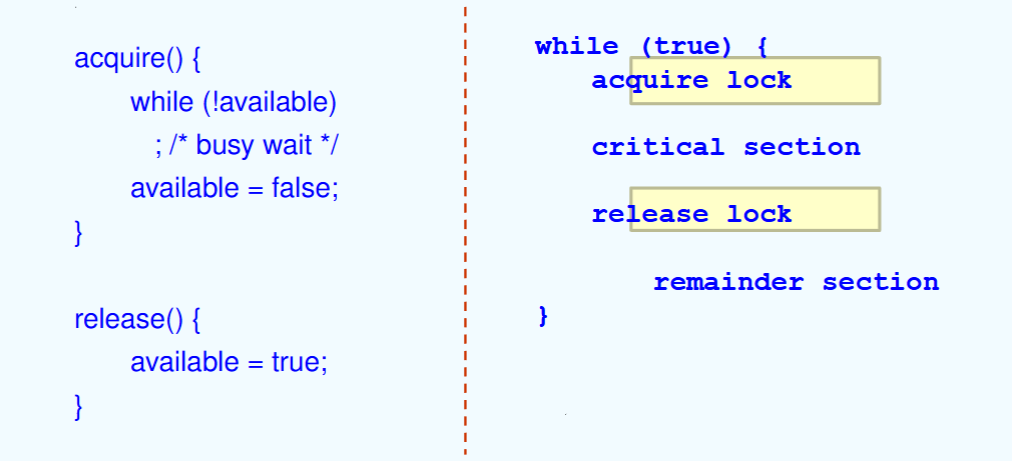 acquire() {
while (!available)
; /* busy wait */
available = false;
}
release() {
available = true;
}
while (true) {
acquire lock
critical section
release lock
remainder section
}